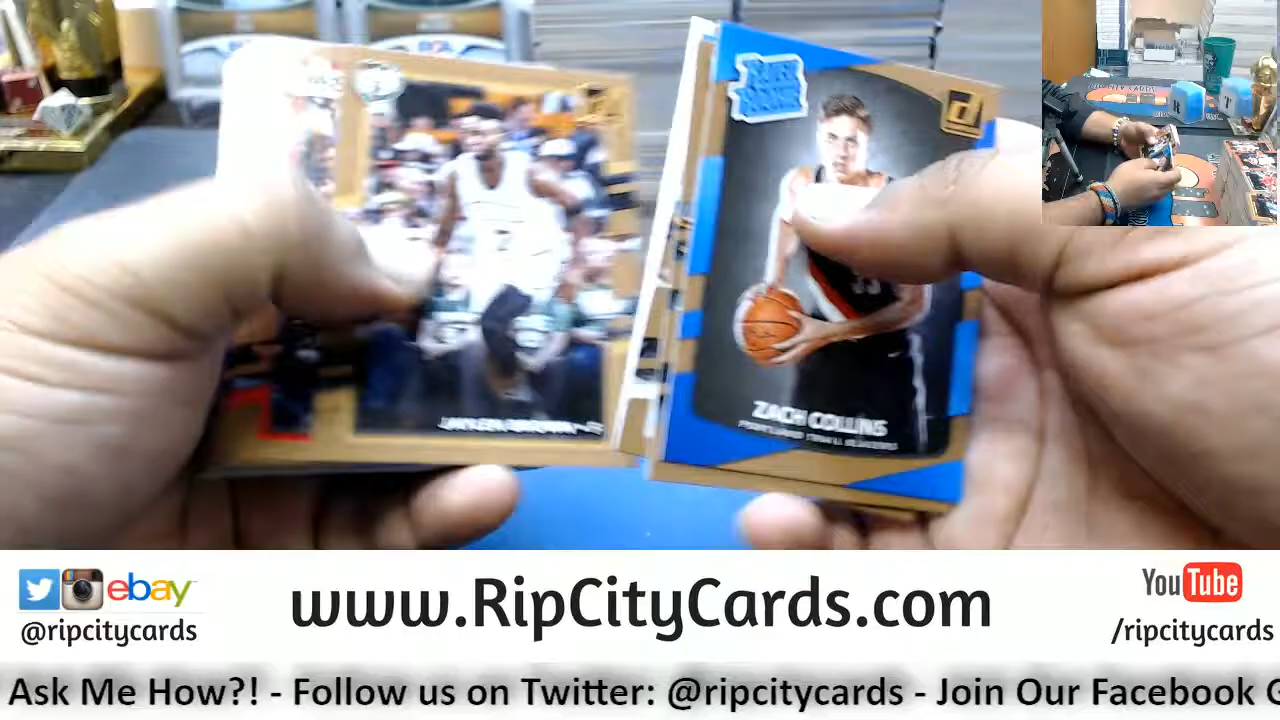 RATED
ROOKIE
ZACH COLLINS
PORTLAND TRAIL BLAZERS
JAYLEN BROWN
ebay
@ripcitycards
www.RipCityCards.com
YouTube
/ripcitycards
Ask Me How?! - Follow us on Twitter: @ripcitycards - Join Our Facebook G